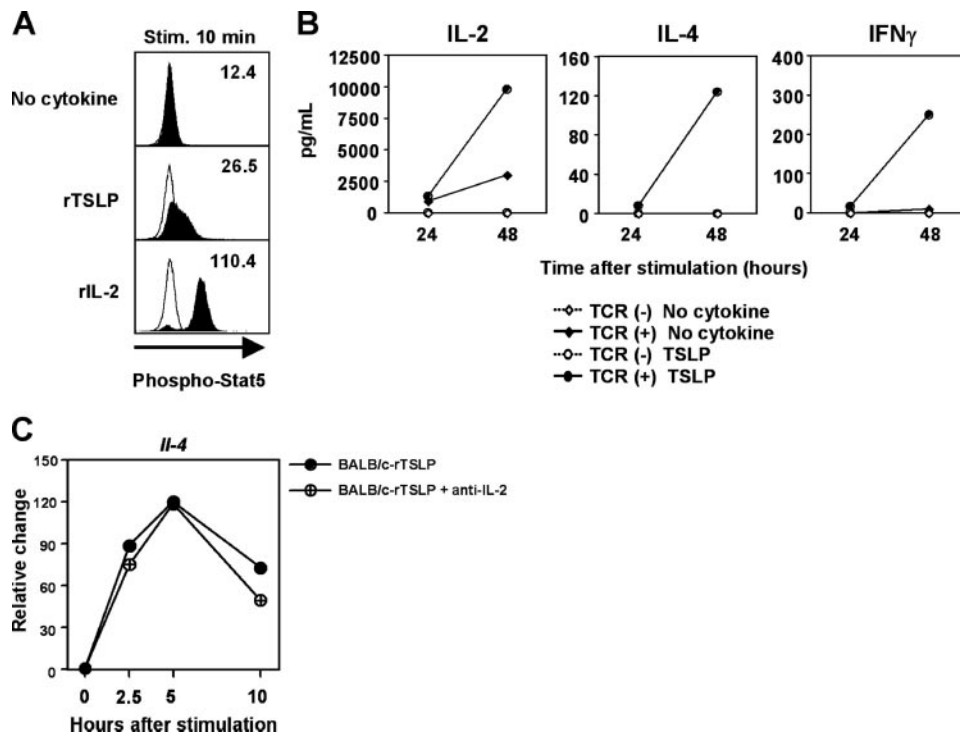 A
Stim. 10 min
No cytokine
12.4
rTSLP
26.5
rIL-2
110.4
Phospho-Stat5
B
IL-2
IL-4
IFNγ
pg/mL
12500
10000
7500
5000
2500
0
24 48
160
120
80
40
0
24 48
400
300
200
100
0
24 48
Time after stimulation (hours)
TCR (-) No cytokine
TCR (+) No cytokine
TCR (-) TSLP
TCR (+) TSLP
C
Il-4
Relative change
150
120
90
60
30
0
0 2.5 5 10
Hours after stimulation
BALB/c-rTSLP
BALB/c-rTSLP + anti-IL-2